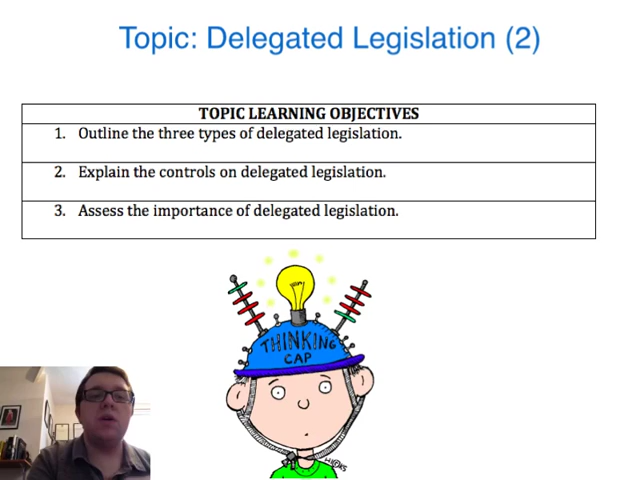 Topic: Delegated Legislation (2)
TOPIC LEARNING OBJECTIVES
1. Outline the three types of delegated legislation.
2. Explain the controls on delegated legislation.
3. Assess the importance of delegated legislation.
THINKING
CAP